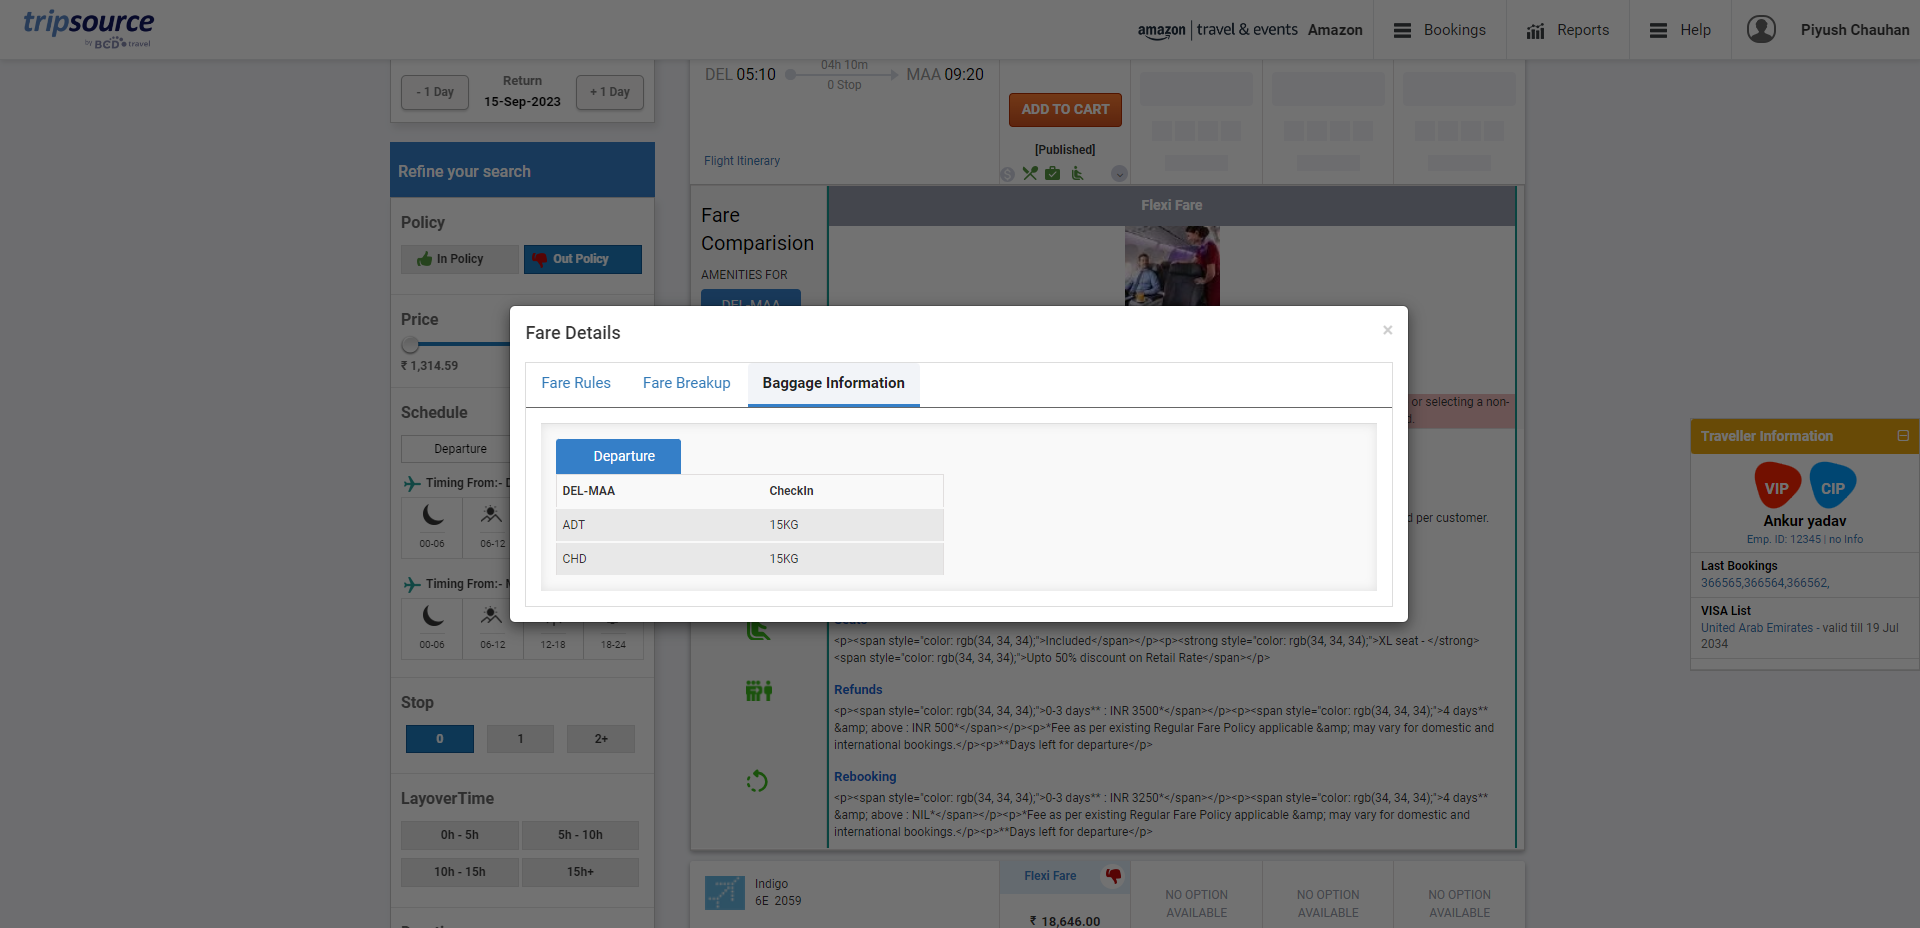 tripsource
by BCD travel
amazon | travel & events Amazon
Bookings
Reports
Help
Piyush Chauhan
- 1 Day
Return
15-Sep-2023
+ 1 Day
Refine your search
Policy
In Policy
Out Policy
Price
₹ 1,314.59
Schedule
Departure
Timing From:-
00-06
06-12
Timing From:-
00-06
06-12
12-18
18-24
Stop
0
1
2+
LayoverTime
0h - 5h
5h - 10h
10h - 15h
15h+
DEL 05:10
04h 10m
0 Stop
MAA 09:20
Flight Itinerary
ADD TO CART
[Published]
Fare
Comparision
AMENITIES FOR
DEL-MAA
Flexi Fare
or selecting a non-
per customer.
Fare Details
×
Fare Rules
Fare Breakup
Baggage Information
Departure
DEL-MAA CheckIn
ADT 15KG
CHD 15KG
<p><span style="color: rgb(34, 34, 34);">Included</span></p><p><strong style="color: rgb(34, 34, 34);">XL seat - </strong>
<span style="color: rgb(34, 34, 34);">Upto 50% discount on Retail Rate</span></p>
Refunds
<p><span style="color: rgb(34, 34, 34);">0-3 days** : INR 3500*</span></p><p><span style="color: rgb(34, 34, 34);">4 days**
&amp; above : INR 500*</span></p><p>*Fee as per existing Regular Fare Policy applicable &amp; may vary for domestic and
international bookings.</p><p>**Days left for departure</p>
Rebooking
<p><span style="color: rgb(34, 34, 34);">0-3 days** : INR 3250*</span></p><p><span style="color: rgb(34, 34, 34);">4 days**
&amp; above : NIL*</span></p><p>*Fee as per existing Regular Fare Policy applicable &amp; may vary for domestic and
international bookings.</p><p>**Days left for departure</p>
Indigo
6E 2059
Flexi Fare
₹ 18,646.00
NO OPTION
AVAILABLE
NO OPTION
AVAILABLE
NO OPTION
AVAILABLE
Traveller Information
VIP
CIP
Ankur yadav
Emp. ID: 12345 | no Info
Last Bookings
366565,366564,366562,
VISA List
United Arab Emirates - valid till 19 Jul
2034